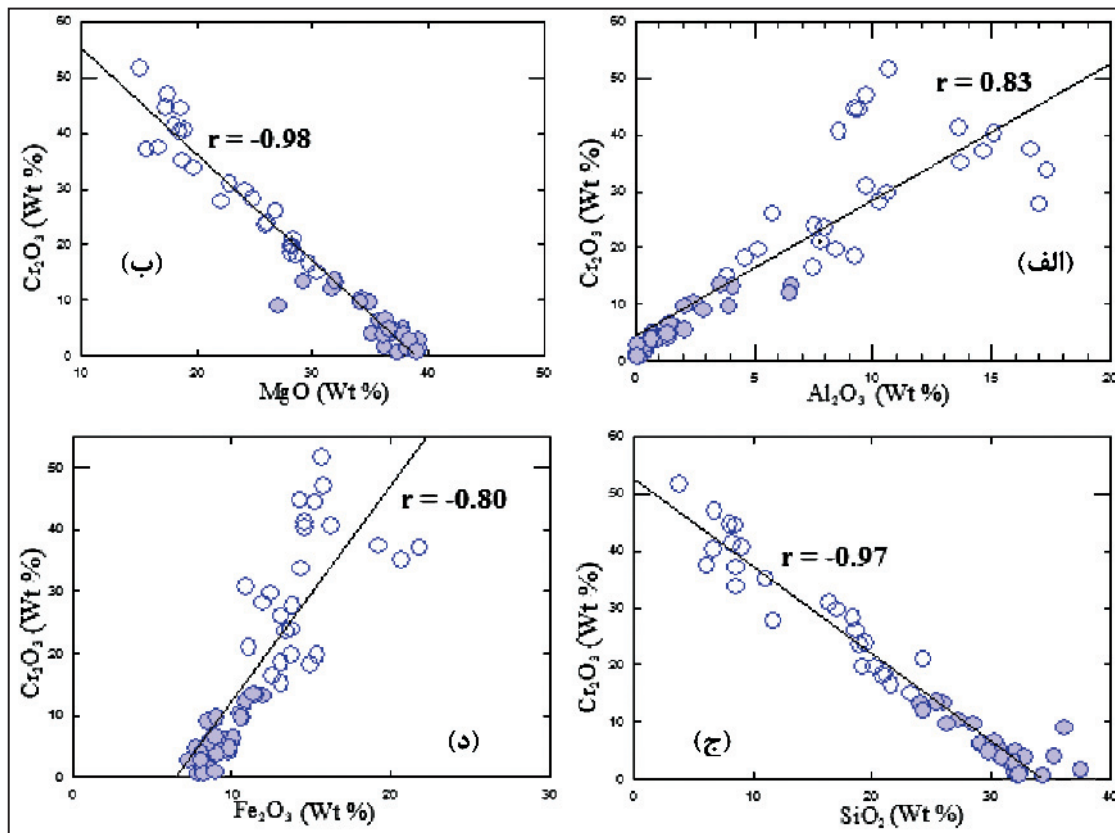 60
50
40
30
20
10
0
Cr₂O₃ (Wt %)
r = -0.98
(ب)
10
20
30
40
50
MgO (Wt %)
60
50
40
30
20
10
0
Cr₂O₃ (Wt %)
r = 0.83
(الف)
0
5
10
15
20
Al₂O₃ (Wt %)
50
40
30
20
10
0
Cr₂O₃ (Wt %)
r = -0.80
(د)
0
10
20
30
Fe₂O₃ (Wt %)
60
50
40
30
20
10
0
Cr₂O₃ (Wt %)
r = -0.97
(ج)
0
10
20
30
40
SiO₂ (Wt %)